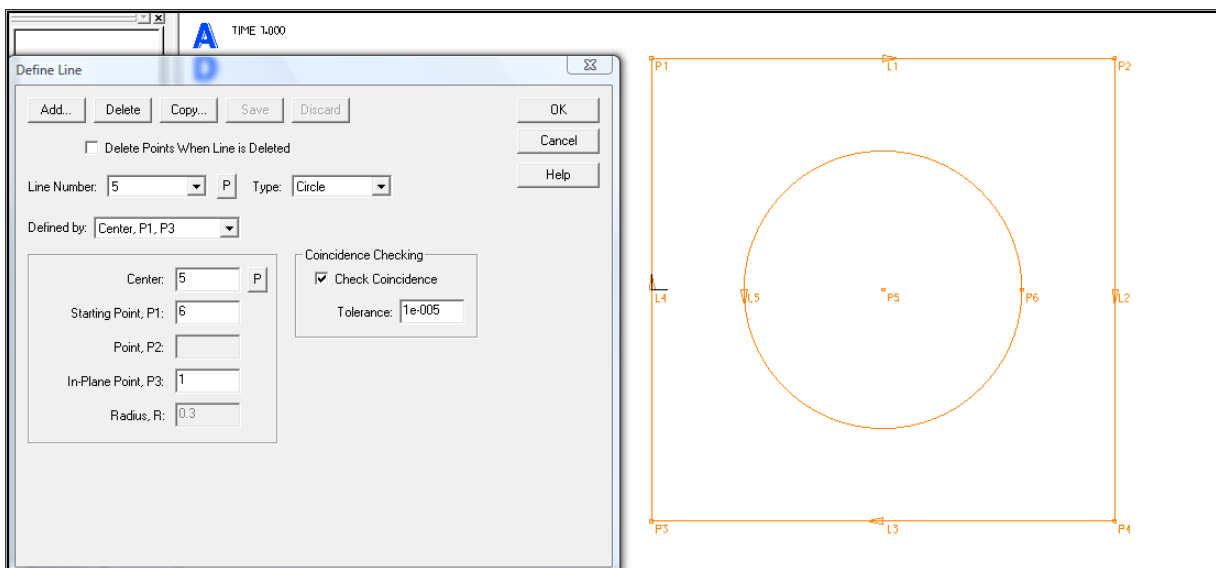 A TIME 1.000
D
Define Line
Add... Delete Copy... Save Discard OK
Delete Points When Line is Deleted Cancel
Line Number: 5 P Type: Circle Help
Defined by: Center, P1, P3
Center: 5 P
Starting Point, P1: 6
Point, P2:
In-Plane Point, P3: 1
Radius, R: 0.3
Coincidence Checking
Check Coincidence
Tolerance: 1e-005
P1 L1 P2
L4 L5 P5 P6 L2
P3 L3 P4